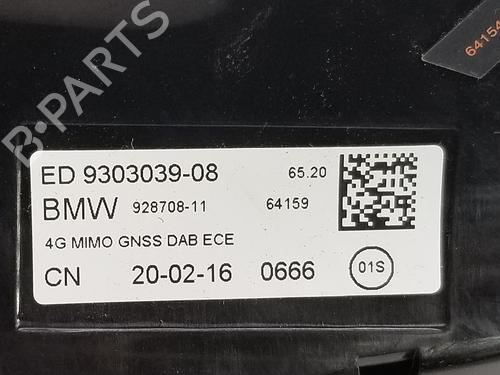 64154
B-PARTS
ED 9303039-08 65.20
BMW 928708-11 64159
4G MIMO GNSS DAB ECE
CN 20-02-16 0666 01S